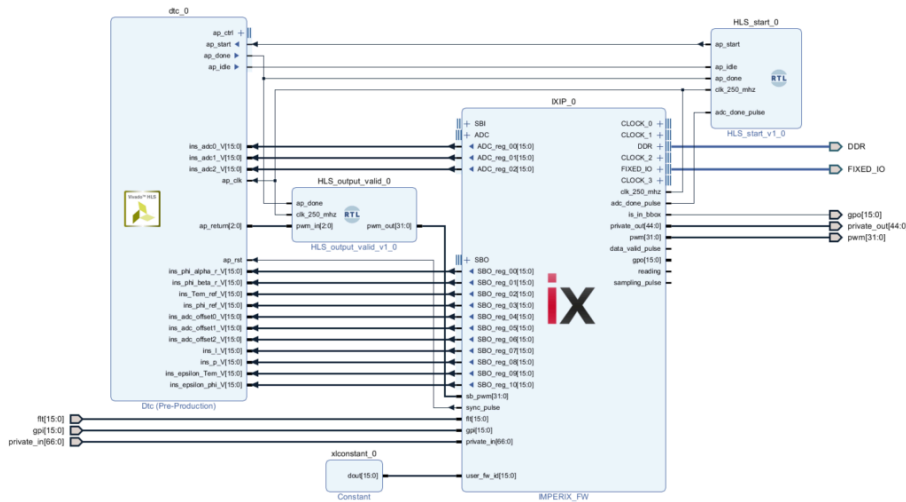 dtc_0
ap_ctrl
ap_start
ap_done
ap_idle
ins_adc0_V[15:0]
ins_adc1_V[15:0]
ins_adc2_V[15:0]
ap_clk
Vivado™ HLS
ap_return[2:0]
ap_rst
ins_phi_alpha_r_V[15:0]
ins_phi_beta_r_V[15:0]
ins_Tem_ref_V[15:0]
ins_phi_ref_V[15:0]
ins_adc_offset0_V[15:0]
ins_adc_offset1_V[15:0]
ins_adc_offset2_V[15:0]
ins_l_V[15:0]
ins_p_V[15:0]
ins_epsilon_Tem_V[15:0]
ins_epsilon_phi_V[15:0]
Dtc (Pre-Production)
HLS_start_0
ap_start
ap_idle
ap_done
clk_250_mhz
adc_done_pulse
RTL
HLS_start_v1_0
HLS_output_valid_0
ap_done
clk_250_mhz
pwm_in[2:0]
RTL
pwm_out[31:0]
HLS_output_valid_v1_0
IXIP_0
SBI
ADC
ADC_reg_00[15:0]
ADC_reg_01[15:0]
ADC_reg_02[15:0]
SBO
SBO_reg_00[15:0]
SBO_reg_01[15:0]
SBO_reg_02[15:0]
SBO_reg_03[15:0]
SBO_reg_04[15:0]
SBO_reg_05[15:0]
SBO_reg_06[15:0]
SBO_reg_07[15:0]
SBO_reg_08[15:0]
SBO_reg_09[15:0]
SBO_reg_10[15:0]
sb_pwm[31:0]
sync_pulse
flt[15:0]
gpi[15:0]
private_in[66:0]
user_fw_id[15:0]
ix
CLOCK_0
CLOCK_1
DDR
CLOCK_2
FIXED_IO
CLOCK_3
clk_250_mhz
adc_done_pulse
is_in_bbox
private_out[44:0]
pwm[31:0]
data_valid_pulse
gpo[15:0]
reading
sampling_pulse
IMPERIX_FW
DDR
FIXED_IO
gpo[15:0]
private_out[44:0
pwm[31:0]
flt[15:0]
gpi[15:0]
private_in[66:0]
xlconstant_0
dout[15:0]
Constant